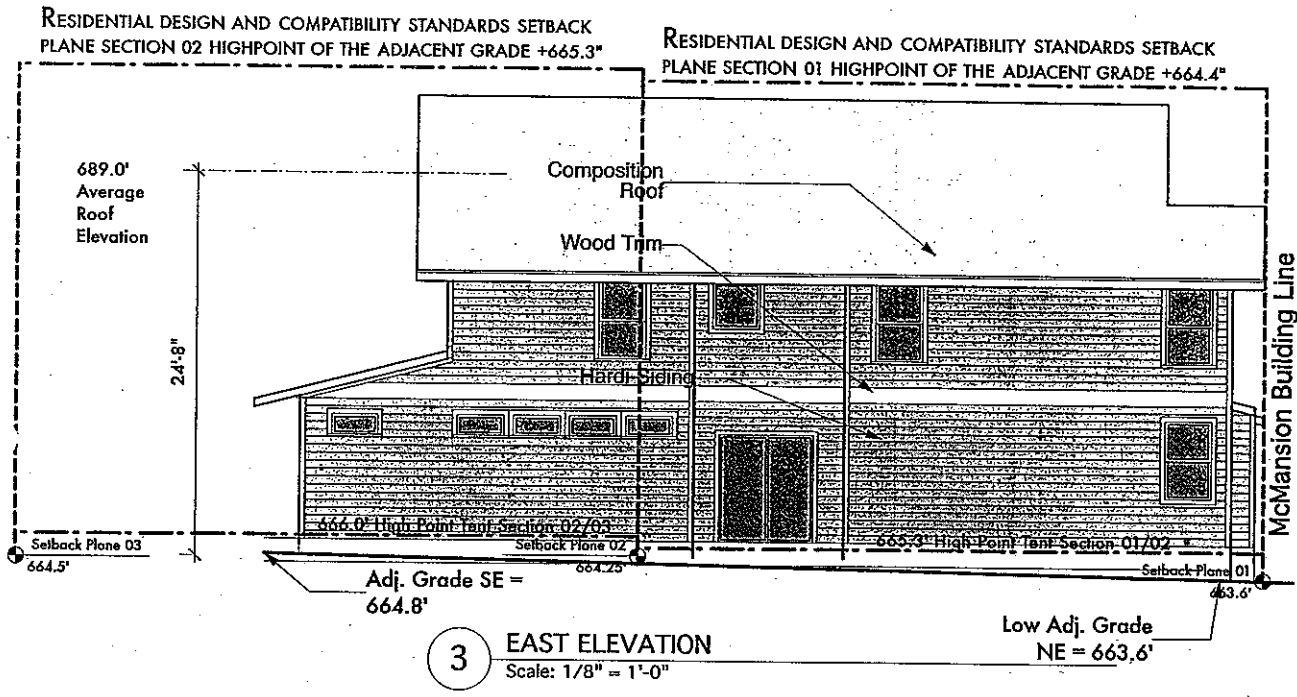 RESIDENTIAL DESIGN AND COMPATIBILITY STANDARDS SETBACK
PLANE SECTION 02 HIGHPOINT OF THE ADJACENT GRADE +665.3"
RESIDENTIAL DESIGN AND COMPATIBILITY STANDARDS SETBACK
PLANE SECTION 01 HIGHPOINT OF THE ADJACENT GRADE +664.4"
689.0'
Average
Roof
Elevation
Composition
Roof
Wood Trim
24'-8"
Hardi-Siding
McMansion Building Line
666.0' High Point Tent Section 02/03
665.3' High Point Tent Section 01/02
Setback Plane 03
664.5'
Setback Plane 02
664.25'
Setback Plane 01
663.6'
Adj. Grade SE =
664.8'
Low Adj. Grade
NE = 663.6'
3
EAST ELEVATION
Scale: 1/8" = 1'-0"